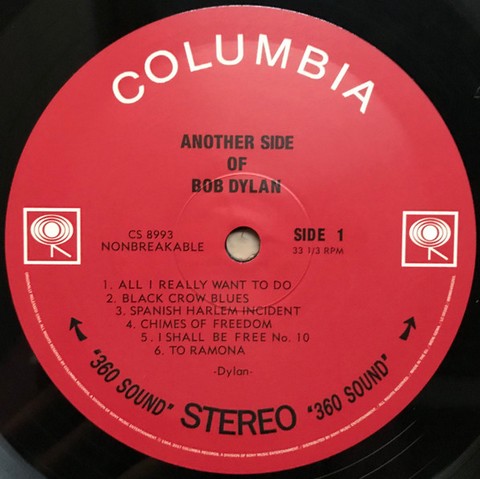 COLUMBIA
ANOTHER SIDE
OF
BOB DYLAN
CS 8993
NONBREAKABLE
SIDE 1
33 1/3 RPM
1. ALL I REALLY WANT TO DO
2. BLACK CROW BLUES
3. SPANISH HARLEM INCIDENT
4. CHIMES OF FREEDOM
5. I SHALL BE FREE No. 10
6. TO RAMONA
-Dylan-
"360 SOUND" STEREO "360 SOUND"